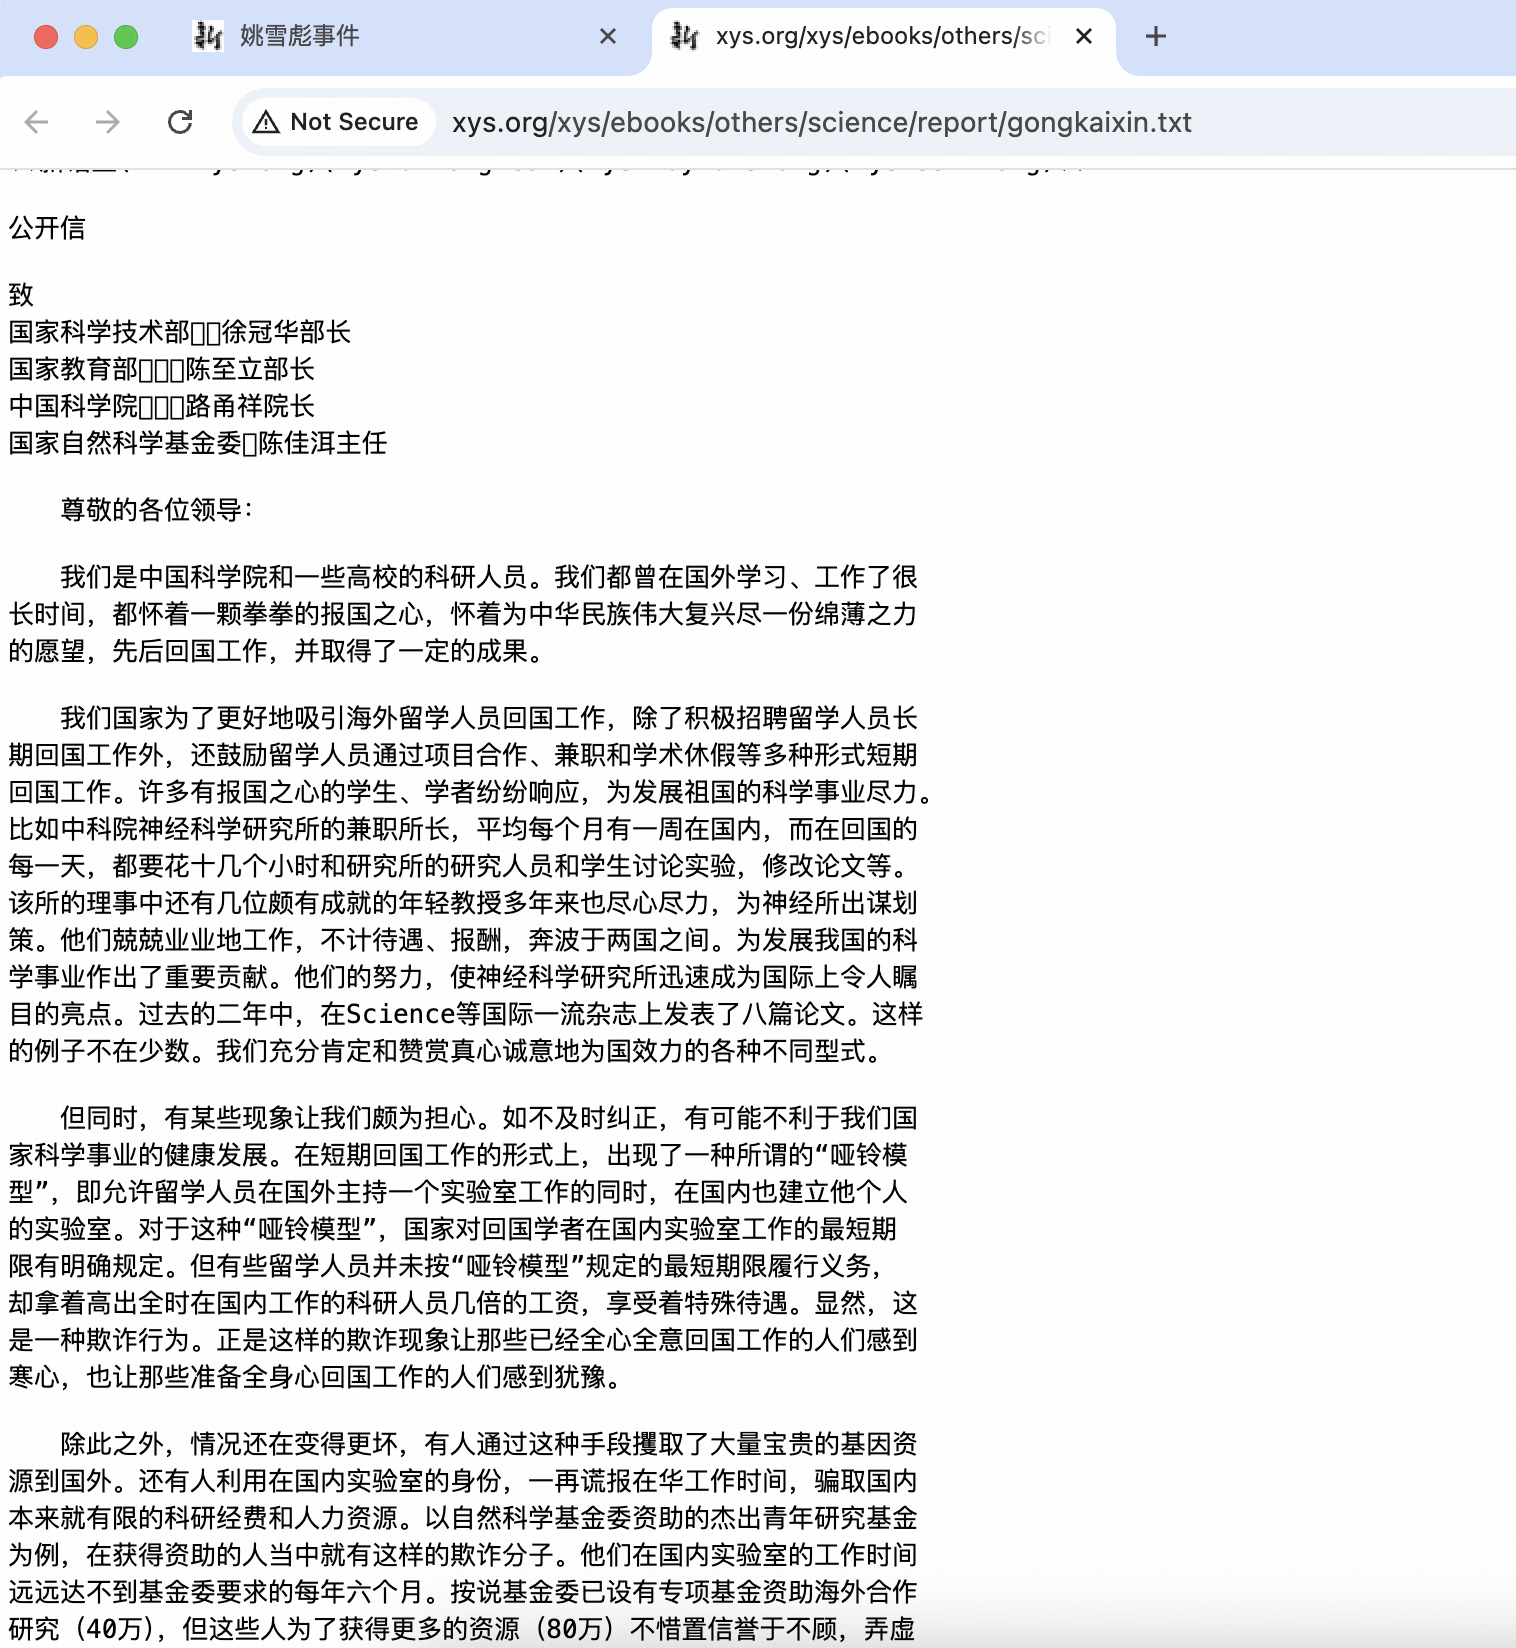 姚雪彪事件
xys.org/xys/ebooks/others/sci
Not Secure
xys.org/xys/ebooks/others/science/report/gongkaixin.txt
公开信
致
国家科学技术部□□徐冠华部长
国家教育部□□□陈至立部长
中国科学院□□□路甬祥院长
国家自然科学基金委□陈佳洱主任
尊敬的各位领导：
我们是中国科学院和一些高校的科研人员。我们都曾在国外学习、工作了很
长时间，都怀着一颗拳拳的报国之心，怀着为中华民族伟大复兴尽一份绵薄之力
的愿望，先后回国工作，并取得了一定的成果。
我们国家为了更好地吸引海外留学人员回国工作，除了积极招聘留学人员长
期回国工作外，还鼓励留学人员通过项目合作、兼职和学术休假等多种形式短期
回国工作。许多有报国之心的学生、学者纷纷响应，为发展祖国的科学事业尽力。
比如中科院神经科学研究所的兼职所长，平均每个月有一周在国内，而在回国的
每一天，都要花十几个小时和研究所的研究人员和学生讨论实验，修改论文等。
该所的理事中还有几位颇有成就的年轻教授多年来也尽心尽力，为神经所出谋划
策。他们兢兢业业地工作，不计待遇、报酬，奔波于两国之间。为发展我国的科
学事业作出了重要贡献。他们的努力，使神经科学研究所迅速成为国际上令人瞩
目的亮点。过去的二年中，在Science等国际一流杂志上发表了八篇论文。这样
的例子不在少数。我们充分肯定和赞赏真心诚意地为国效力的各种不同型式。
但同时，有某些现象让我们颇为担心。如不及时纠正，有可能不利于我们国
家科学事业的健康发展。在短期回国工作的形式上，出现了一种所谓的“哑铃模
型”，即允许留学人员在国外主持一个实验室工作的同时，在国内也建立他个人
的实验室。对于这种“哑铃模型”，国家对回国学者在国内实验室工作的最短期
限有明确规定。但有些留学人员并未按“哑铃模型”规定的最短期限履行义务，
却拿着高出全时在国内工作的科研人员几倍的工资，享受着特殊待遇。显然，这
是一种欺诈行为。正是这样的欺诈现象让那些已经全心全意回国工作的人们感到
寒心，也让那些准备全身心回国工作的人们感到犹豫。
除此之外，情况还在变得更坏，有人通过这种手段攫取了大量宝贵的基因资
源到国外。还有人利用在国内实验室的身份，一再谎报在华工作时间，骗取国内
本来就有限的科研经费和人力资源。以自然科学基金委资助的杰出青年研究基金
为例，在获得资助的人当中就有这样的欺诈分子。他们在国内实验室的工作时间
远远达不到基金委要求的每年六个月。按说基金委已设有专项基金资助海外合作
研究（40万），但这些人为了获得更多的资源（80万）不惜置信誉于不顾，弄虚